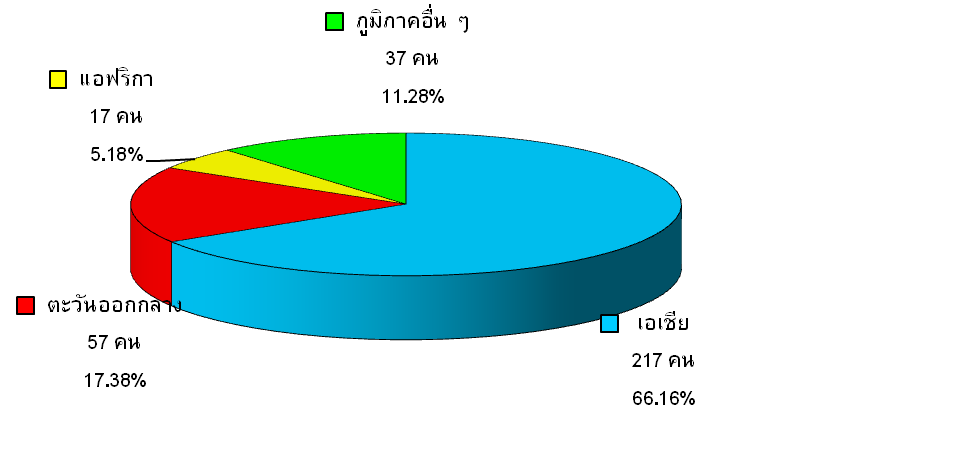 ภูมิภาคอื่น ๆ
37 คน
11.28%
แอฟริกา
17 คน
5.18%
ตะวันออกกลาง
57 คน
17.38%
เอเชีย
217 คน
66.16%